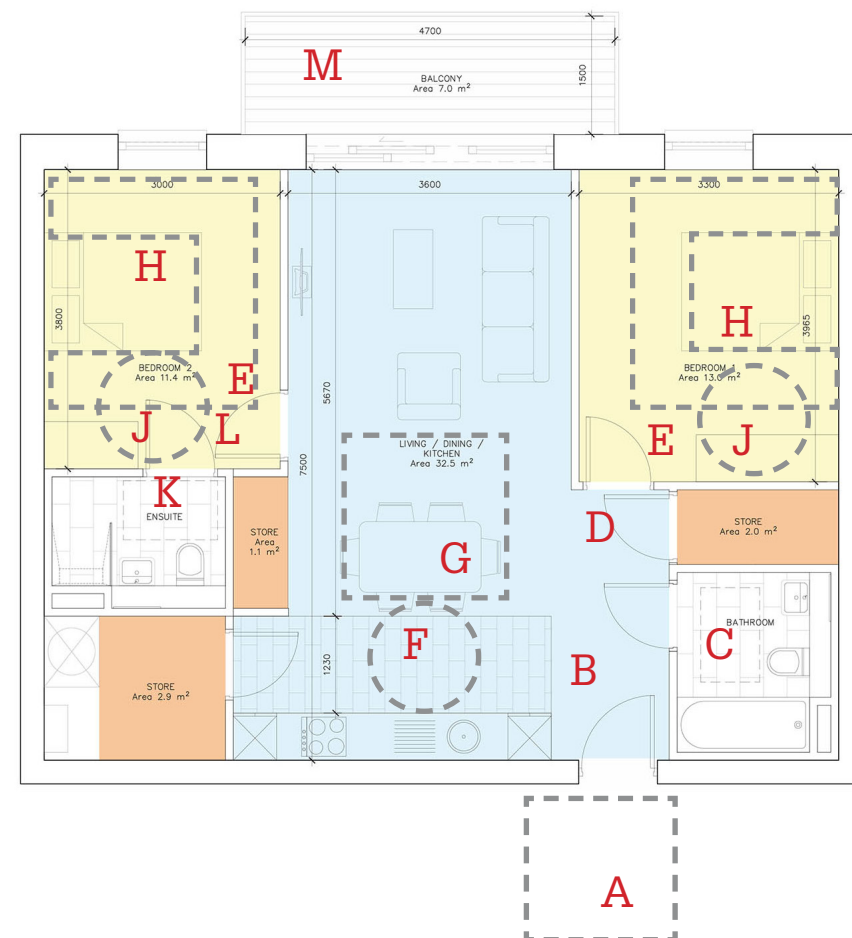 4700
M
BALCONY
Area 7.0 m²
1500
3000
3600
3300
H
H
3800
3965
BEDROOM 2
Area 11.4 m²
E
BEDROOM 1
Area 13.0 m²
5670
J
L
LIVING / DINING /
KITCHEN
Area 32.5 m²
E
J
7500
K
ENSUITE
STORE
Area
1.1 m²
D
STORE
Area 2.0 m²
G
F
B
C
BATHROOM
1230
STORE
Area 2.9 m²
A